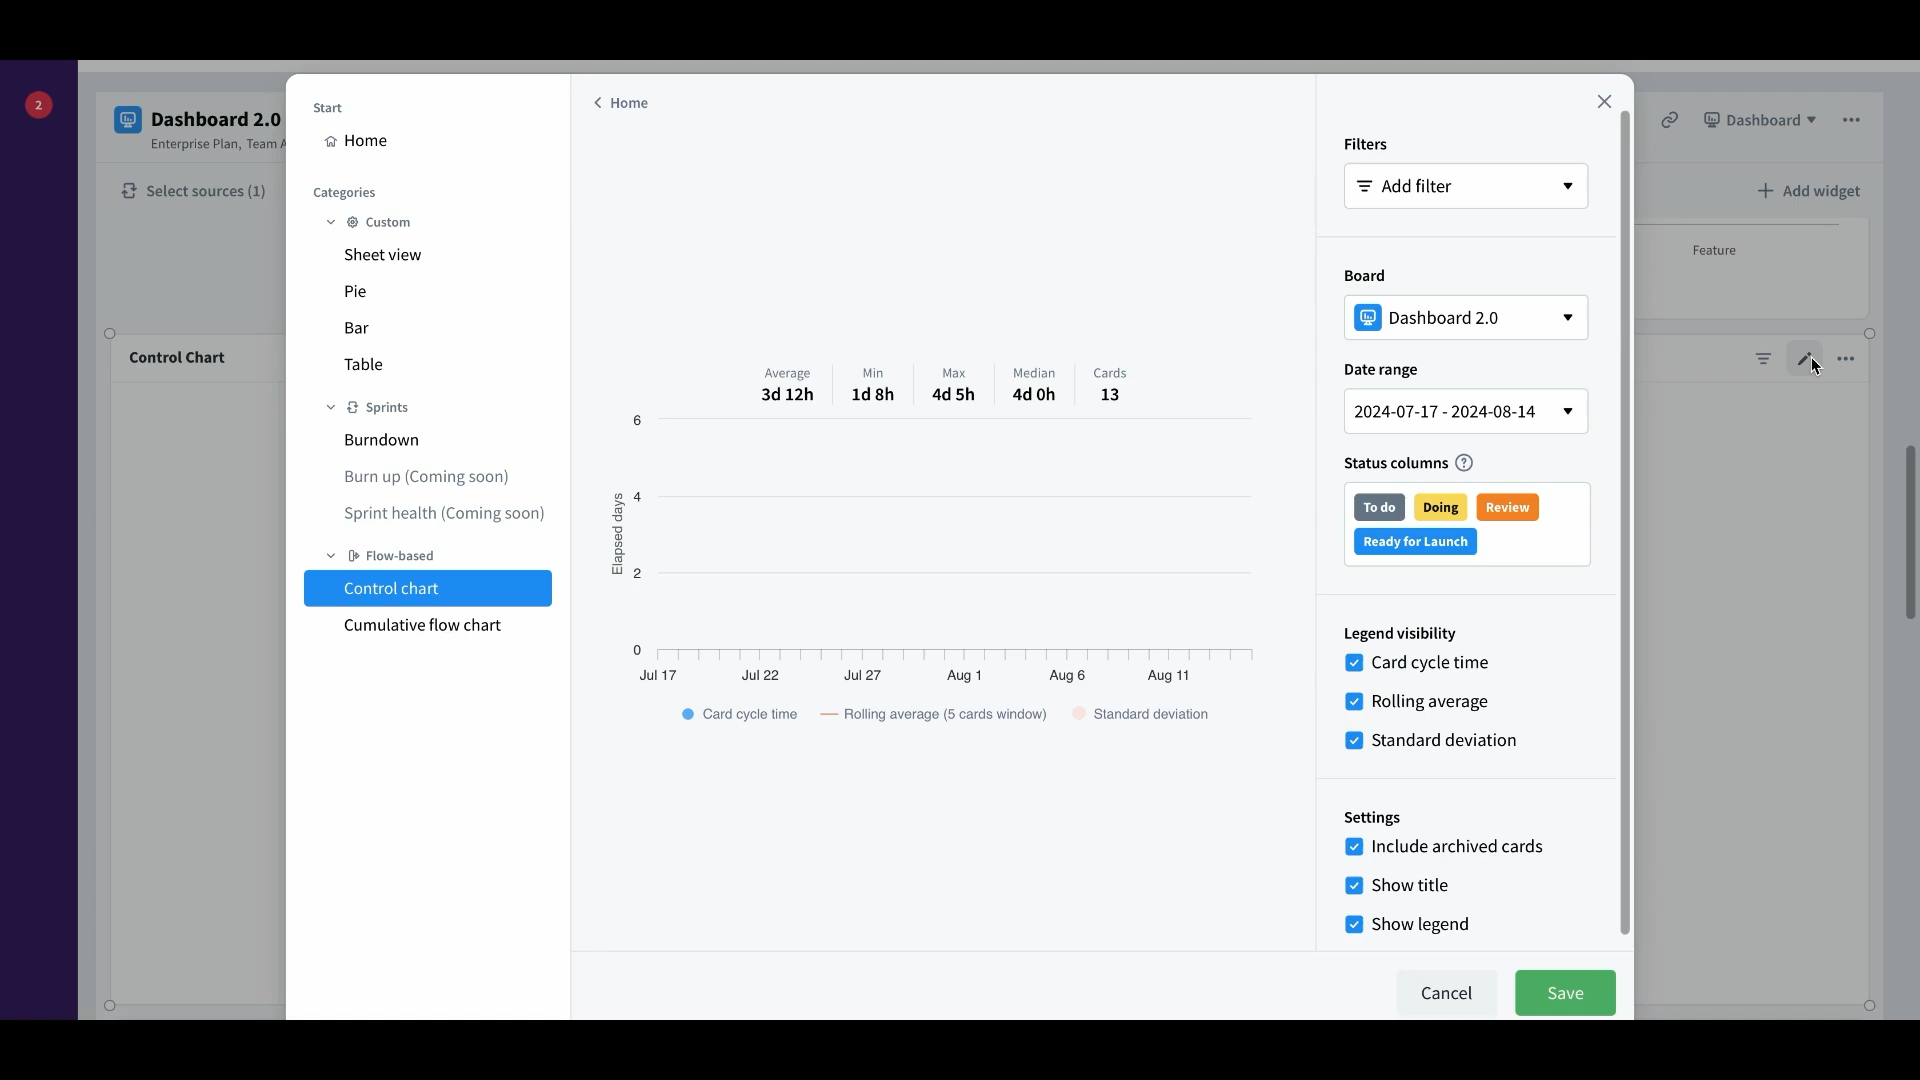 2
Dashboard 2.0
Enterprise Plan, Team A
Select sources (1)
Control Chart
Start
Home
Categories
Custom
Sheet view
Pie
Bar
Table
Sprints
Burndown
Burn up (Coming soon)
Sprint health (Coming soon)
Flow-based
Control chart
Cumulative flow chart
Home
Average Min Max Median Cards
3d 12h 1d 8h 4d 5h 4d 0h 13
6
4
2
0
Elapsed days
Jul 17 Jul 22 Jul 27 Aug 1 Aug 6 Aug 11
Card cycle time Rolling average (5 cards window) Standard deviation
Filters
Add filter
Board
Dashboard 2.0
Date range
2024-07-17 - 2024-08-14
Status columns ?
To do Doing Review
Ready for Launch
Legend visibility
Card cycle time
Rolling average
Standard deviation
Settings
Include archived cards
Show title
Show legend
Cancel Save
Dashboard
Add widget
Feature